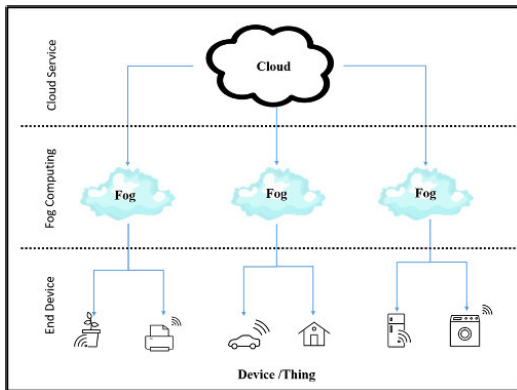 Cloud Service
Cloud
Fog Computing
Fog
Fog
Fog
End Device
Device /Thing